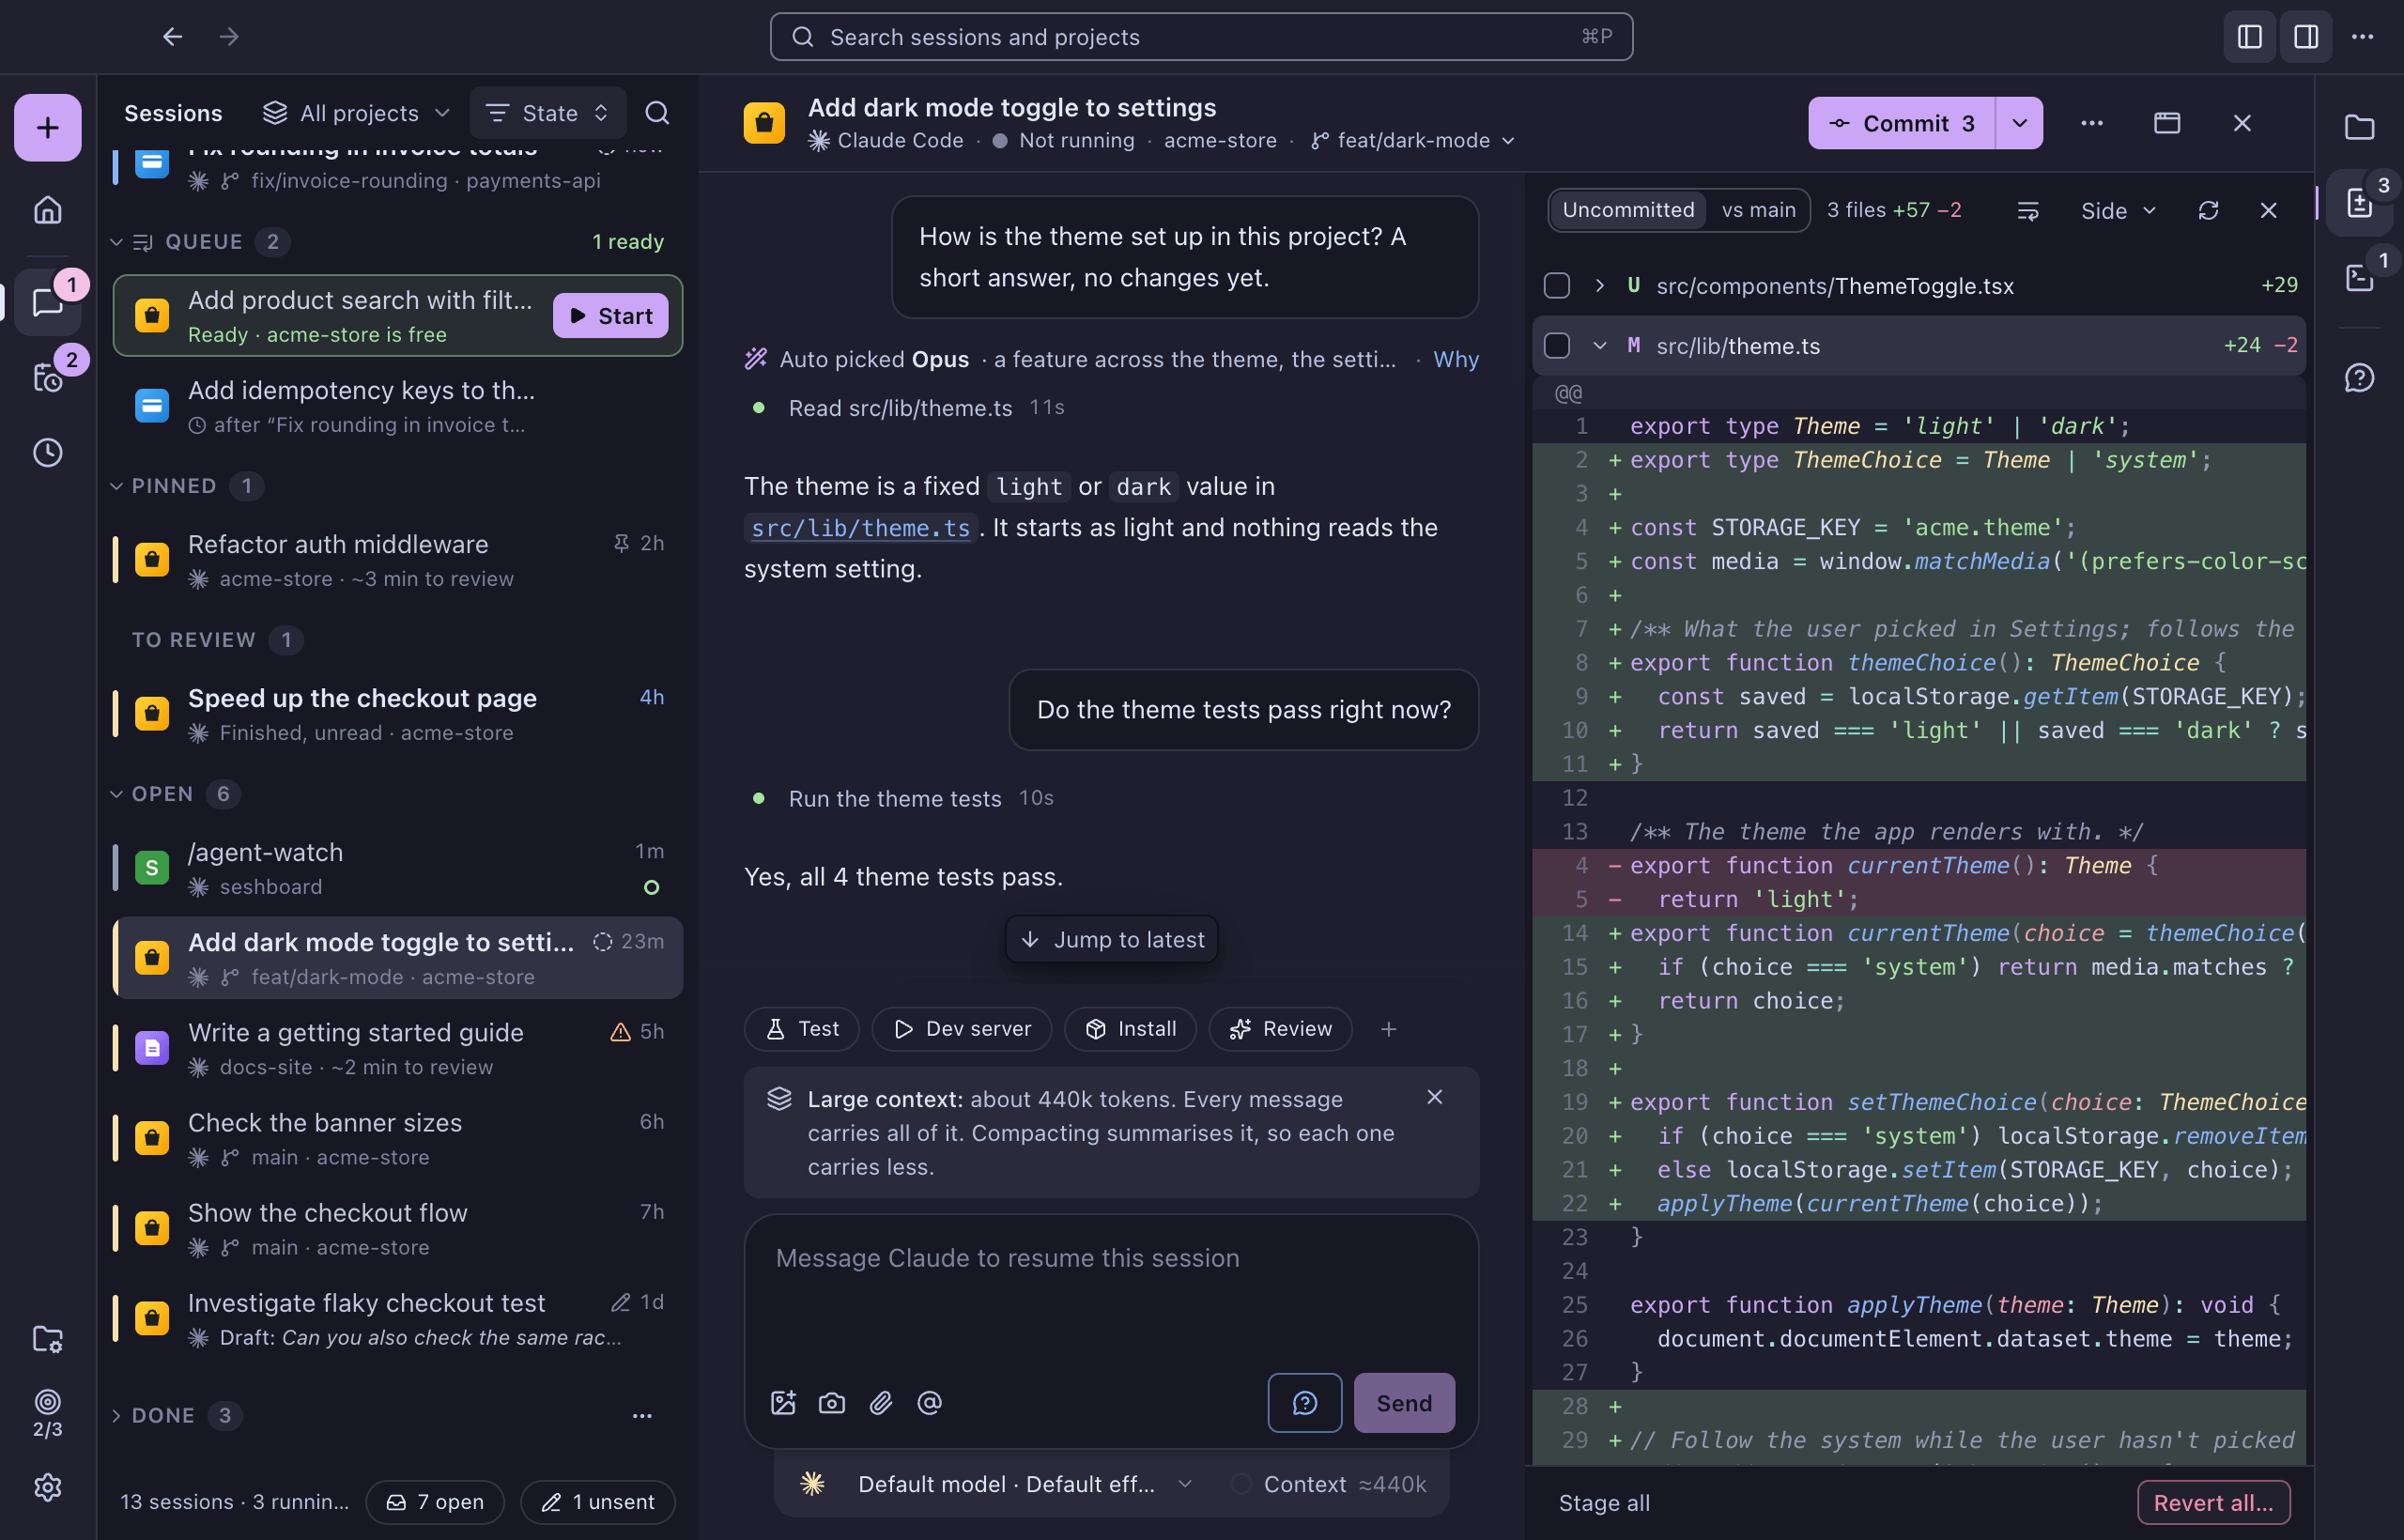 Search sessions and projects ⌘P
Sessions All projects State
Fix rounding in invoice totals now
fix/invoice-rounding · payments-api
QUEUE 2 1 ready
Add product search with filt...
Ready · acme-store is free
Start
Add idempotency keys to th...
after “Fix rounding in invoice t...
PINNED 1
Refactor auth middleware 2h
acme-store · ~3 min to review
TO REVIEW 1
Speed up the checkout page 4h
Finished, unread · acme-store
OPEN 6
S
/agent-watch 1m
seshboard
Add dark mode toggle to setti... 23m
feat/dark-mode · acme-store
Write a getting started guide 5h
docs-site · ~2 min to review
Check the banner sizes 6h
main · acme-store
Show the checkout flow 7h
main · acme-store
Investigate flaky checkout test 1d
Draft: Can you also check the same rac...
DONE 3
13 sessions · 3 runnin... 7 open 1 unsent
1
2
2/3
Add dark mode toggle to settings
Claude Code · Not running · acme-store · feat/dark-mode
Commit 3
How is the theme set up in this project? A
short answer, no changes yet.
Auto picked Opus · a feature across the theme, the setti... · Why
Read src/lib/theme.ts 11s
The theme is a fixed light or dark value in
src/lib/theme.ts. It starts as light and nothing reads the
system setting.
Do the theme tests pass right now?
Run the theme tests 10s
Yes, all 4 theme tests pass.
Jump to latest
Test Dev server Install Review
Large context: about 440k tokens. Every message
carries all of it. Compacting summarises it, so each one
carries less.
Message Claude to resume this session
Send
Default model · Default eff... Context ≈440k
Uncommitted vs main 3 files +57 −2 Side
U src/components/ThemeToggle.tsx +29
M src/lib/theme.ts +24 −2
@@
1 export type Theme = 'light' | 'dark';
2 + export type ThemeChoice = Theme | 'system';
3 +
4 + const STORAGE_KEY = 'acme.theme';
5 + const media = window.matchMedia('(prefers-color-sc
6 +
7 + /** What the user picked in Settings; follows the
8 + export function themeChoice(): ThemeChoice {
9 + const saved = localStorage.getItem(STORAGE_KEY);
10 + return saved === 'light' || saved === 'dark' ? s
11 + }
12
13 /** The theme the app renders with. */
4 − export function currentTheme(): Theme {
5 − return 'light';
14 + export function currentTheme(choice = themeChoice(
15 + if (choice === 'system') return media.matches ?
16 + return choice;
17 + }
18 +
19 + export function setThemeChoice(choice: ThemeChoice
20 + if (choice === 'system') localStorage.removeItem
21 + else localStorage.setItem(STORAGE_KEY, choice);
22 + applyTheme(currentTheme(choice));
23 }
24
25 export function applyTheme(theme: Theme): void {
26 document.documentElement.dataset.theme = theme;
27 }
28 +
29 + // Follow the system while the user hasn't picked
Stage all Revert all...
3
1